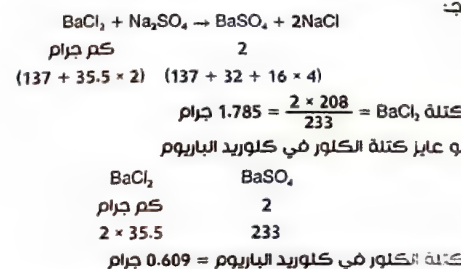 BaCl₂ + Na₂SO₄ → BaSO₄ + 2NaCl
كم جرام 2
(137 + 35.5 × 2) (137 + 32 + 16 × 4)
كتلة BaCl₂ = 2 × 208 / 233 = 1.785 جرام
و عايز كتلة الكلور في كلوريد الباريوم
BaCl₂ BaSO₄
كم جرام 2
2 × 35.5 233
كتلة الكلور في كلوريد الباريوم = 0.609 جرام